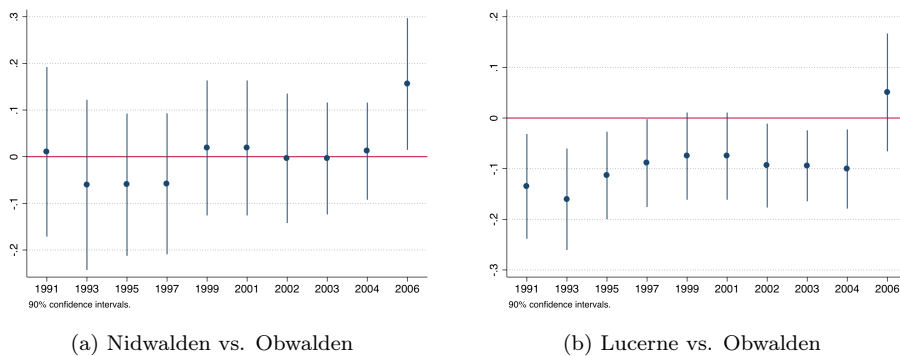 .3
.2
.1
0
-.1
-.2
1991 1993 1995 1997 1999 2001 2002 2003 2004 2006
90% confidence intervals.
(a) Nidwalden vs. Obwalden
.2
.1
0
-.1
-.2
-.3
1991 1993 1995 1997 1999 2001 2002 2003 2004 2006
90% confidence intervals.
(b) Lucerne vs. Obwalden